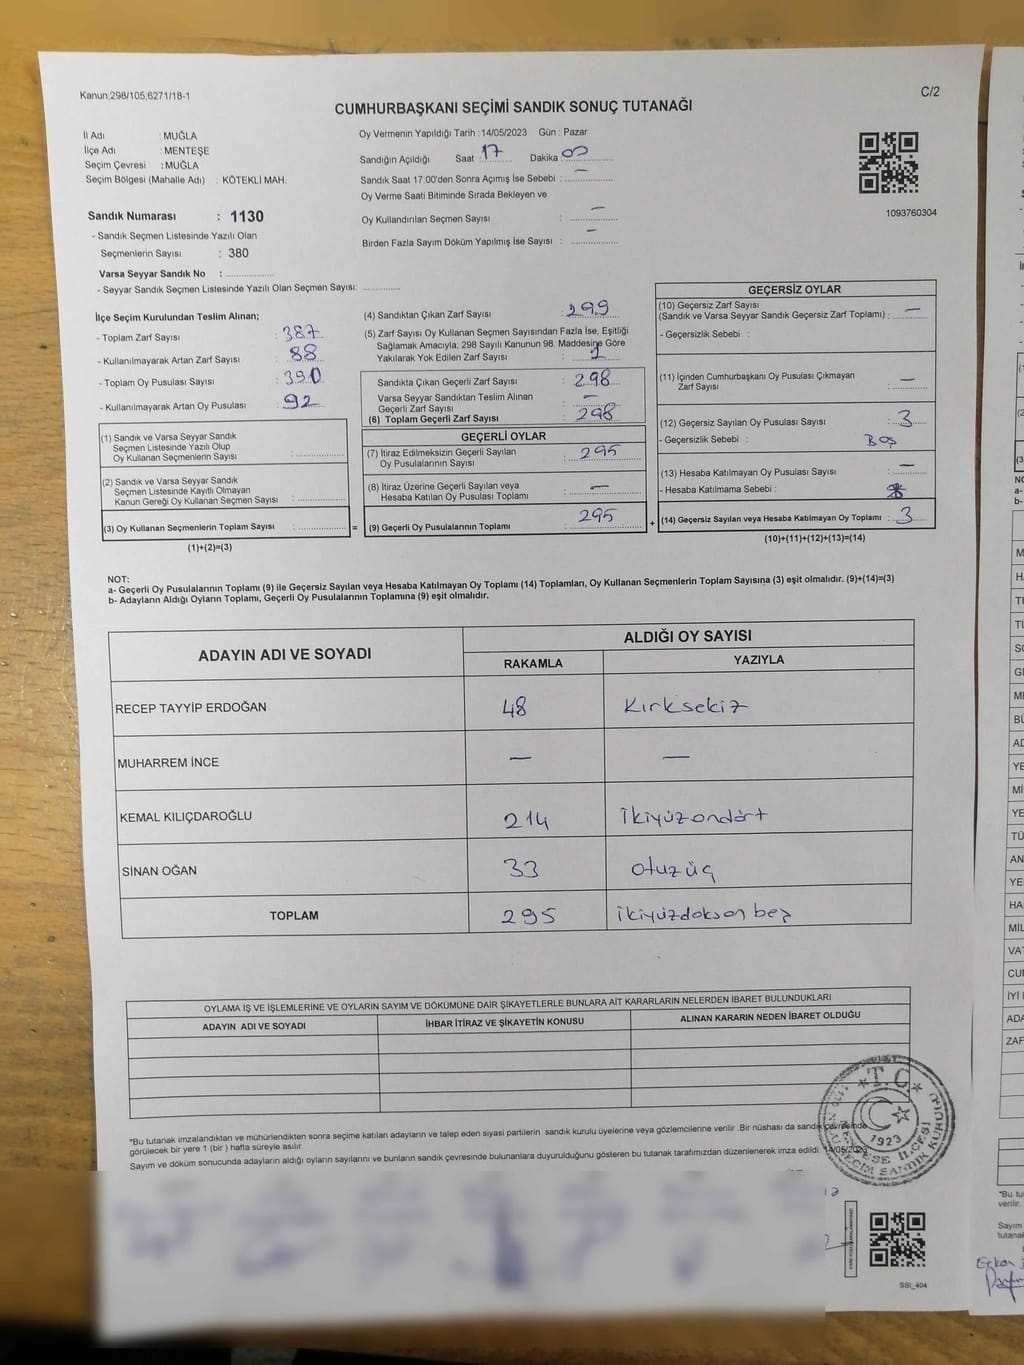 Kanun;298/105,6271/18-1
C/2
CUMHURBAŞKANI SEÇİMİ SANDIK SONUÇ TUTANAĞI
İl Adı : MUĞLA
İlçe Adı : MENTEŞE
Seçim Çevresi : MUĞLA
Seçim Bölgesi (Mahalle Adı) : KÖTEKLİ MAH.
Sandık Numarası : 1130
- Sandık Seçmen Listesinde Yazılı Olan
Seçmenlerin Sayısı : 380
Varsa Seyyar Sandık No :
- Seyyar Sandık Seçmen Listesinde Yazılı Olan Seçmen Sayısı:
Oy Vermenin Yapıldığı Tarih : 14/05/2023 Gün : Pazar
Sandığın Açıldığı Saat : 17 Dakika : 00
Sandık Saat 17.00'den Sonra Açımış İse Sebebi : —
Oy Verme Saati Bitiminde Sırada Bekleyen ve
Oy Kullandırılan Seçmen Sayısı : —
Birden Fazla Sayım Döküm Yapılmış İse Sayısı : —
1093760304
İlçe Seçim Kurulundan Teslim Alınan;
- Toplam Zarf Sayısı : 387
- Kullanılmayarak Artan Zarf Sayısı : 88
- Toplam Oy Pusulası Sayısı : 390
- Kullanılmayarak Artan Oy Pusulası : 92
(1) Sandık ve Varsa Seyyar Sandık
Seçmen Listesinde Yazılı Olup
Oy Kullanan Seçmenlerin Sayısı :
(2) Sandık ve Varsa Seyyar Sandık
Seçmen Listesinde Kayıtlı Olmayan
Kanun Gereği Oy Kullanan Seçmen Sayısı :
(3) Oy Kullanan Seçmenlerin Toplam Sayısı : =
(1)+(2)=(3)
(4) Sandıktan Çıkan Zarf Sayısı : 299
(5) Zarf Sayısı Oy Kullanan Seçmen Sayısından Fazla İse, Eşitliği
Sağlamak Amacıyla; 298 Sayılı Kanunun 98. Maddesine Göre
Yakılarak Yok Edilen Zarf Sayısı : 1
Sandıkta Çıkan Geçerli Zarf Sayısı : 298
Varsa Seyyar Sandıktan Teslim Alınan
Geçerli Zarf Sayısı : —
(6) Toplam Geçerli Zarf Sayısı : 298
GEÇERLİ OYLAR
(7) İtiraz Edilmeksizin Geçerli Sayılan
Oy Pusulalarının Sayısı : 295
(8) İtiraz Üzerine Geçerli Sayılan veya
Hesaba Katılan Oy Pusulası Toplamı : —
(9) Geçerli Oy Pusulalarının Toplamı : 295 +
GEÇERSİZ OYLAR
(10) Geçersiz Zarf Sayısı
(Sandık ve Varsa Seyyar Sandık Geçersiz Zarf Toplamı) : —
- Geçersizlik Sebebi :
(11) İçinden Cumhurbaşkanı Oy Pusulası Çıkmayan
Zarf Sayısı : —
(12) Geçersiz Sayılan Oy Pusulası Sayısı : 3
- Geçersizlik Sebebi : BOŞ
(13) Hesaba Katılmayan Oy Pusulası Sayısı : —
- Hesaba Katılmama Sebebi :
(14) Geçersiz Sayılan veya Hesaba Katılmayan Oy Toplamı : 3
(10)+(11)+(12)+(13)=(14)
NOT:
a- Geçerli Oy Pusulalarının Toplamı (9) ile Geçersiz Sayılan veya Hesaba Katılmayan Oy Toplamı (14) Toplamları, Oy Kullanan Seçmenlerin Toplam Sayısına (3) eşit olmalıdır. (9)+(14)=(3)
b- Adayların Aldığı Oyların Toplamı, Geçerli Oy Pusulalarının Toplamına (9) eşit olmalıdır.
ADAYIN ADI VE SOYADI
ALDIĞI OY SAYISI
RAKAMLA YAZIYLA
RECEP TAYYİP ERDOĞAN 48 Kırksekiz
MUHARREM İNCE — —
KEMAL KILIÇDAROĞLU 214 ikiyüzondört
SİNAN OĞAN 33 otuzüç
TOPLAM 295 ikiyüzdoksan beş
OYLAMA İŞ VE İŞLEMLERİNE VE OYLARIN SAYIM VE DÖKÜMÜNE DAİR ŞİKAYETLERLE BUNLARA AİT KARARLARIN NELERDEN İBARET BULUNDUKLARI
ADAYIN ADI VE SOYADI İHBAR İTİRAZ VE ŞİKAYETİN KONUSU ALINAN KARARIN NEDEN İBARET OLDUĞU
*Bu tutanak imzalandıktan ve mühürlendikten sonra seçime katılan adayların ve talep eden siyasi partilerin sandık kurulu üyelerine veya gözlemcilerine verilir .Bir nüshası da sandık çevresinde
görülecek bir yere 1 (bir ) hafta süreyle asılır.
Sayım ve döküm sonucunda adayların aldığı oyların sayılarını ve bunların sandık çevresinde bulunanlara duyurulduğunu gösteren bu tutanak tarafımızdan düzenlenerek imza edildi. 14/05/2023
T.C.
1923
SSI_404